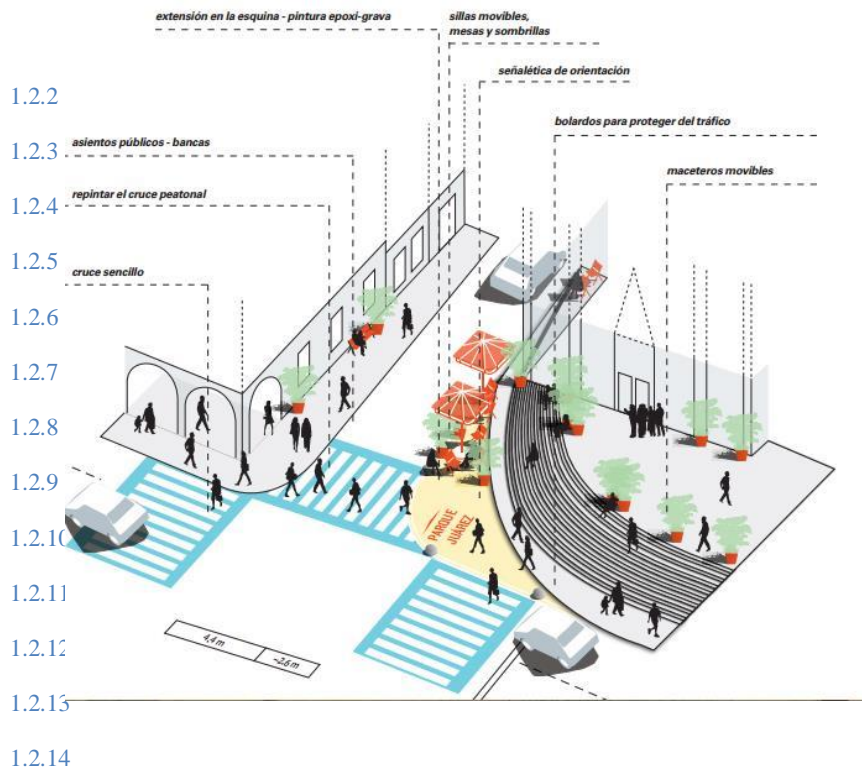 extensión en la esquina - pintura epoxi-grava
sillas movibles,
mesas y sombrillas
señalética de orientación
1.2.2
bolardos para proteger del tráfico
asientos públicos - bancas
1.2.3
maceteros movibles
repintar el cruce peatonal
1.2.4
1.2.5
cruce sencillo
1.2.6
1.2.7
1.2.8
1.2.9
PARQUE
JUÁREZ
1.2.10
1.2.11
4,4 m
~2.6 m
1.2.12
1.2.13
1.2.14